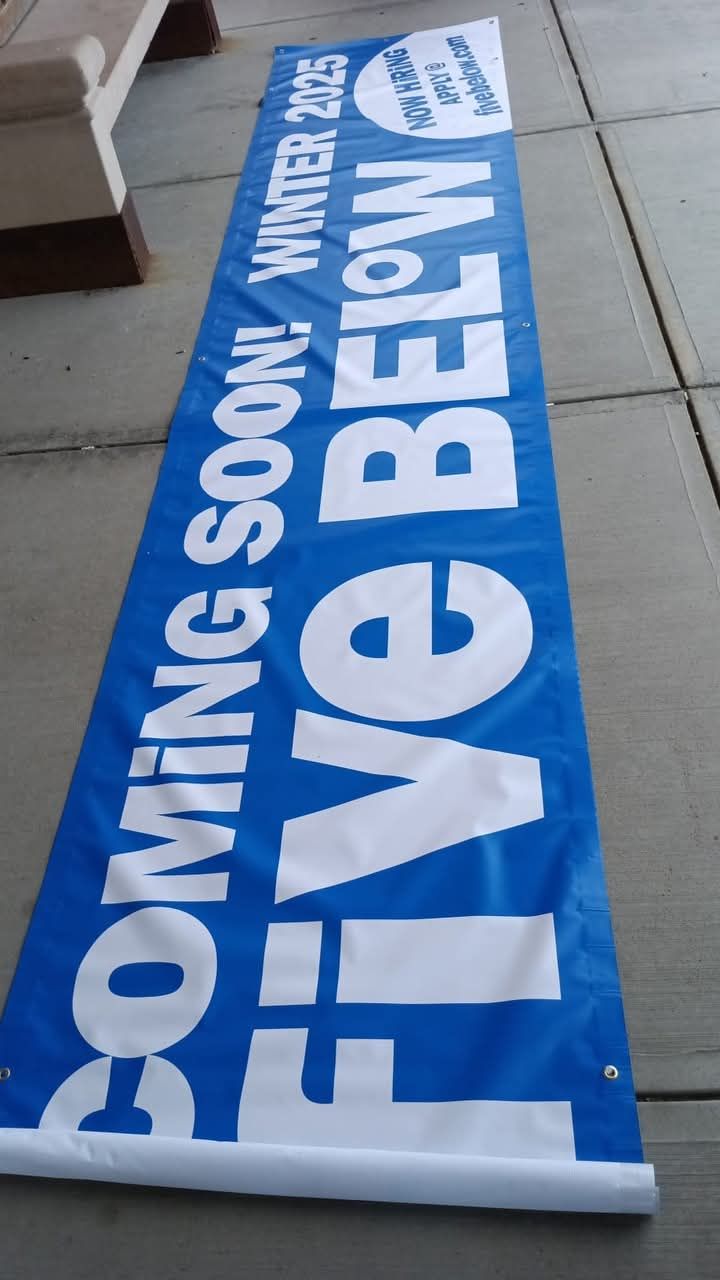 COMiNG SOON! WINTER 2025
five BELOW
NOW HiRING
APPLY @
fivebelow.com